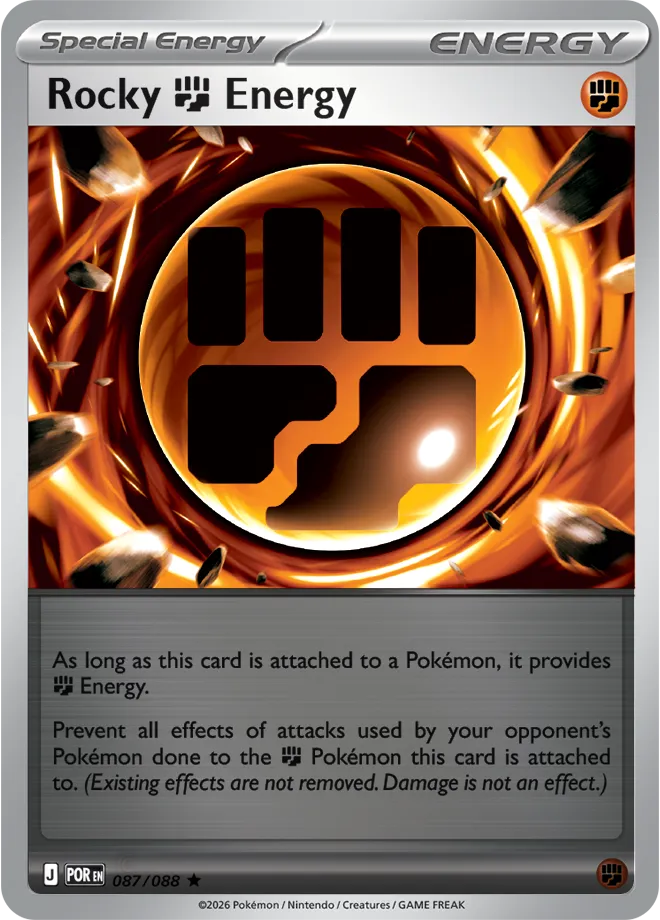 Special Energy ENERGY
Rocky Energy
As long as this card is attached to a Pokémon, it provides
Energy.
Prevent all effects of attacks used by your opponent's
Pokémon done to the Pokémon this card is attached
to. (Existing effects are not removed. Damage is not an effect.)
J POR EN 087/088 ★
©2026 Pokémon / Nintendo / Creatures / GAME FREAK